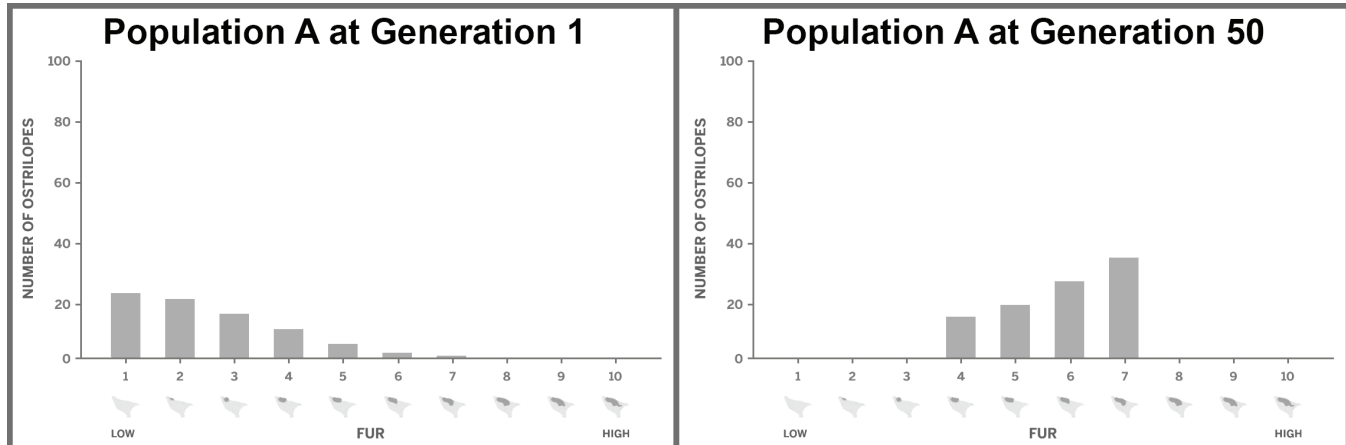 Population A at Generation 1
100
80
60
40
20
0
NUMBER OF OSTRILOPES
1 2 3 4 5 6 7 8 9 10
LOW FUR HIGH
Population A at Generation 50
100
80
60
40
20
0
NUMBER OF OSTRILOPES
1 2 3 4 5 6 7 8 9 10
LOW FUR HIGH